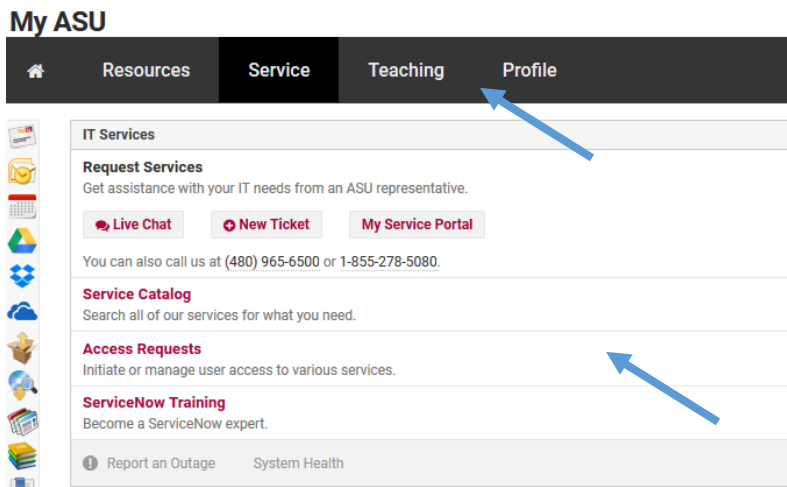 My ASU
Resources Service Teaching Profile
IT Services
Request Services
Get assistance with your IT needs from an ASU representative.
Live Chat New Ticket My Service Portal
You can also call us at (480) 965-6500 or 1-855-278-5080.
Service Catalog
Search all of our services for what you need.
Access Requests
Initiate or manage user access to various services.
ServiceNow Training
Become a ServiceNow expert.
Report an Outage System Health